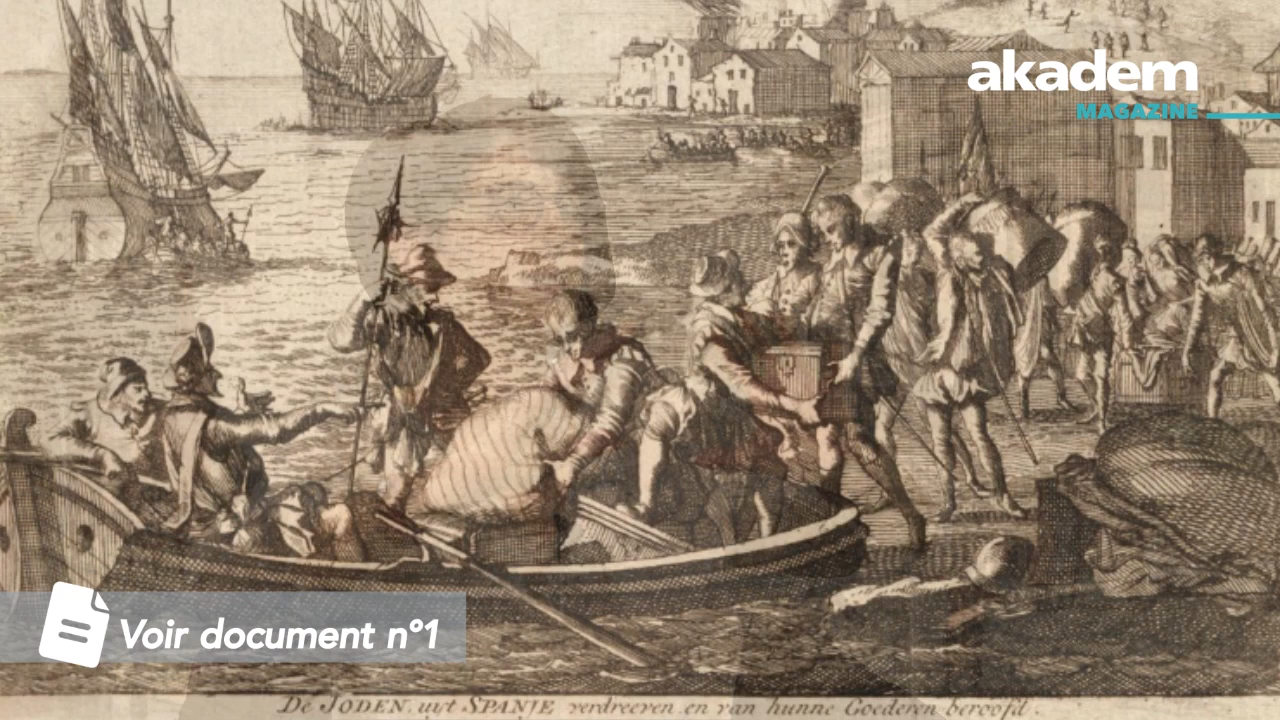 akadem
MAGAZINE
Voir document n°1
De JODEN uyt SPANJE verdreeven en van hunne Goederen beroofd.